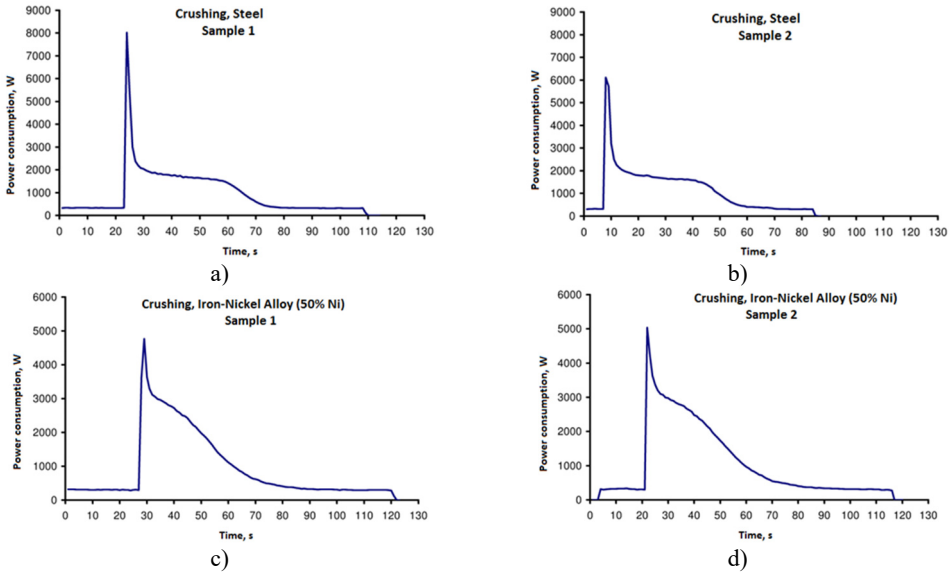 Crushing, Steel
Sample 1
Power consumption, W
9000
8000
7000
6000
5000
4000
3000
2000
1000
0
0 10 20 30 40 50 60 70 80 90 100 110 120 130
Time, s
a)
Crushing, Steel
Sample 2
Power consumption, W
9000
8000
7000
6000
5000
4000
3000
2000
1000
0
0 10 20 30 40 50 60 70 80 90 100 110 120 130
Time, s
b)
Crushing, Iron-Nickel Alloy (50% Ni)
Sample 1
Power consumption, W
6000
5000
4000
3000
2000
1000
0
0 10 20 30 40 50 60 70 80 90 100 110 120 130
Time, s
c)
Crushing, Iron-Nickel Alloy (50% Ni)
Sample 2
Power consumption, W
6000
5000
4000
3000
2000
1000
0
0 10 20 30 40 50 60 70 80 90 100 110 120 130
Time, s
d)